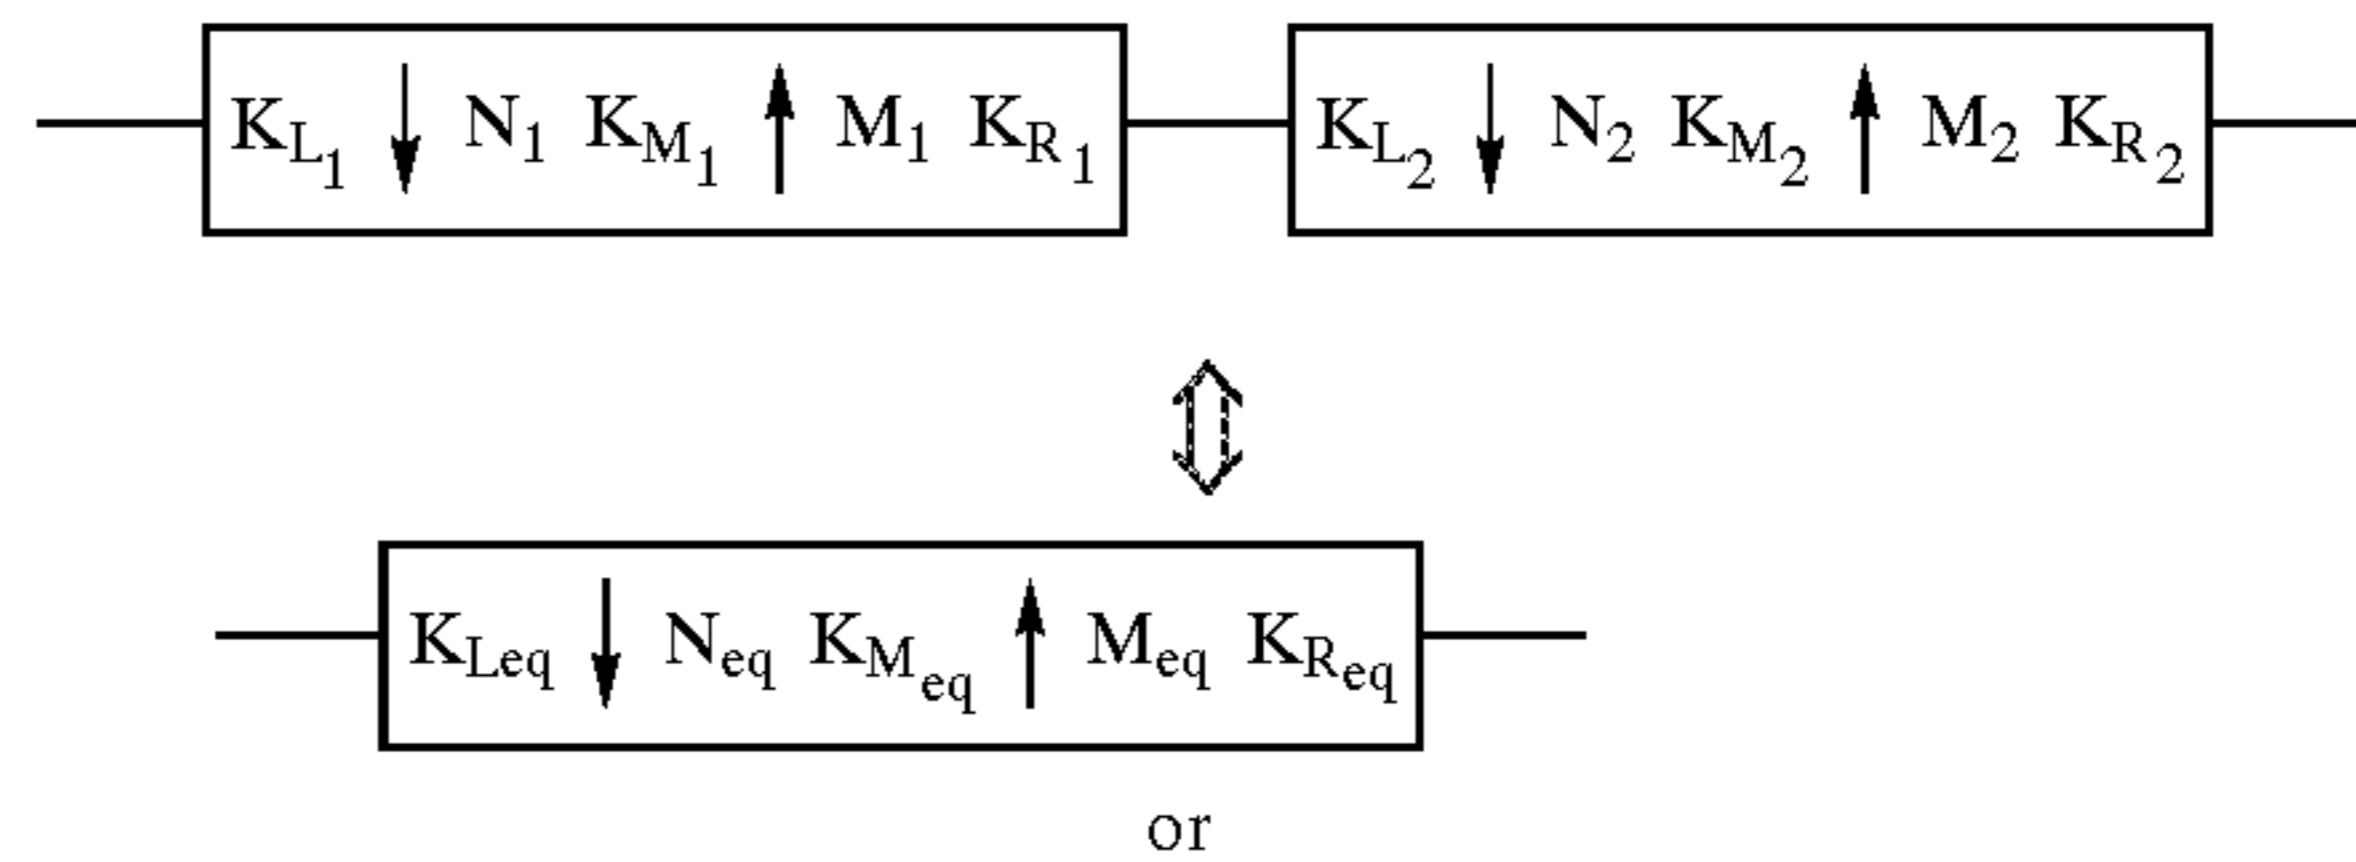 K_{L_1} ↓ N_1 K_{M_1} ↑ M_1 K_{R_1} K_{L_2} ↓ N_2 K_{M_2} ↑ M_2 K_{R_2}
K_{Leq} ↓ N_{eq} K_{M_{eq}} ↑ M_{eq} K_{R_{eq}}
or